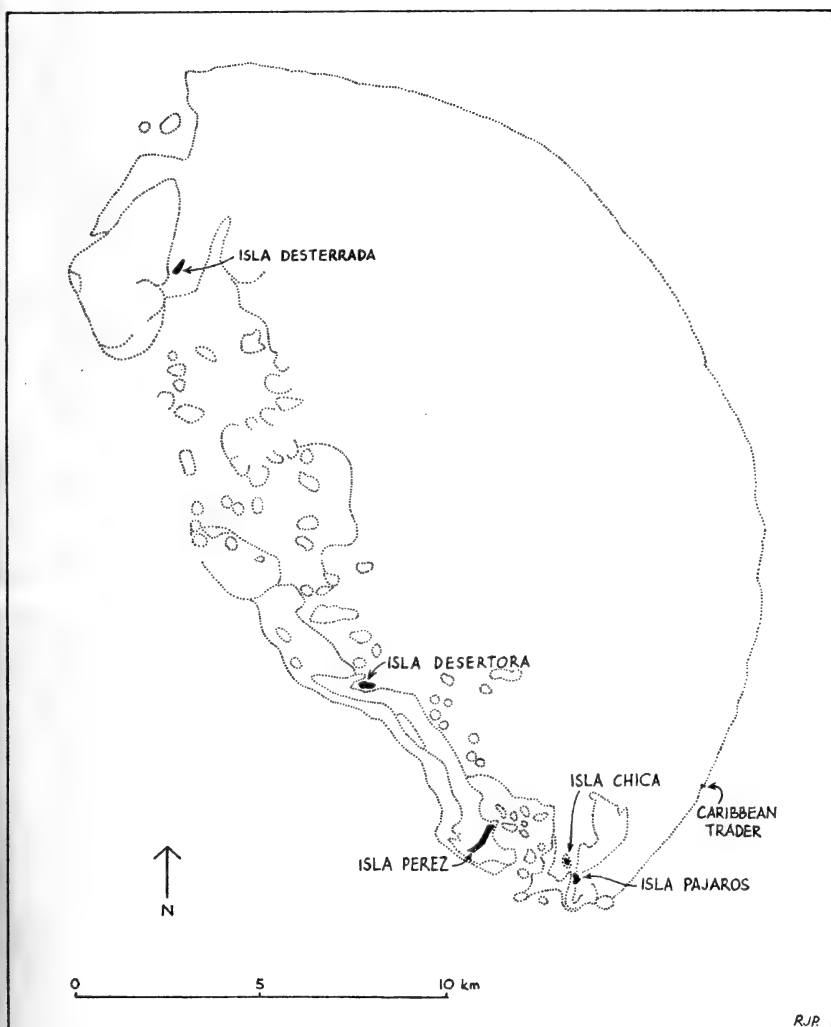 ISLA DESTERRADA
ISLA DESERTORA
ISLA CHICA
CARIBBEAN
TRADER
ISLA PEREZ
ISLA PAJAROS
N
0 5 10 km
RJP.